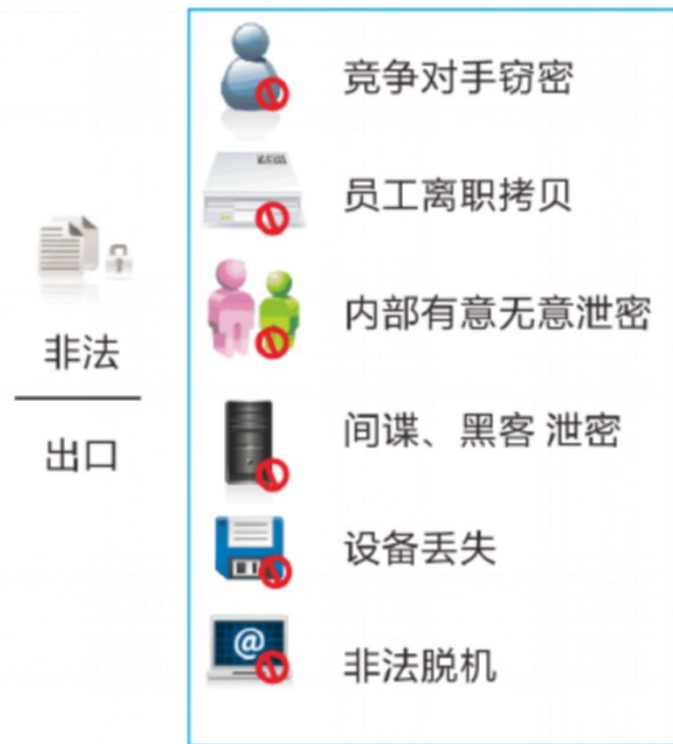 竞争对手窃密
员工离职拷贝
内部有意无意泄密
非法
出口
间谍、黑客 泄密
设备丢失
@
非法脱机